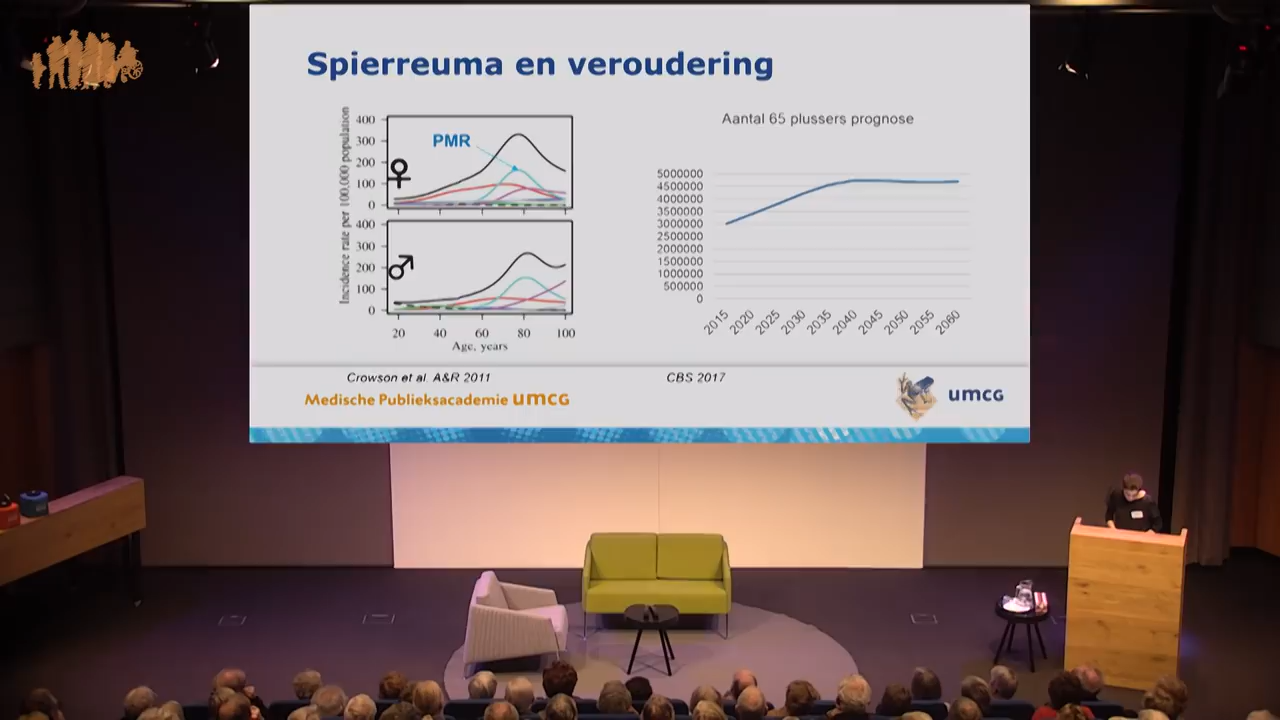 Spierreuma en veroudering
Incidence rate per 100,000 population
400
300
200
100
0
PMR
♀
400
300
200
100
0
♂
20 40 60 80 100
Age, years
Aantal 65 plussers prognose
5000000
4500000
4000000
3500000
3000000
2500000
2000000
1500000
1000000
500000
0
2015 2020 2025 2030 2035 2040 2045 2050 2055 2060
Crowson et al. A&R 2011
CBS 2017
Medische Publieksacademie umcg
umcg